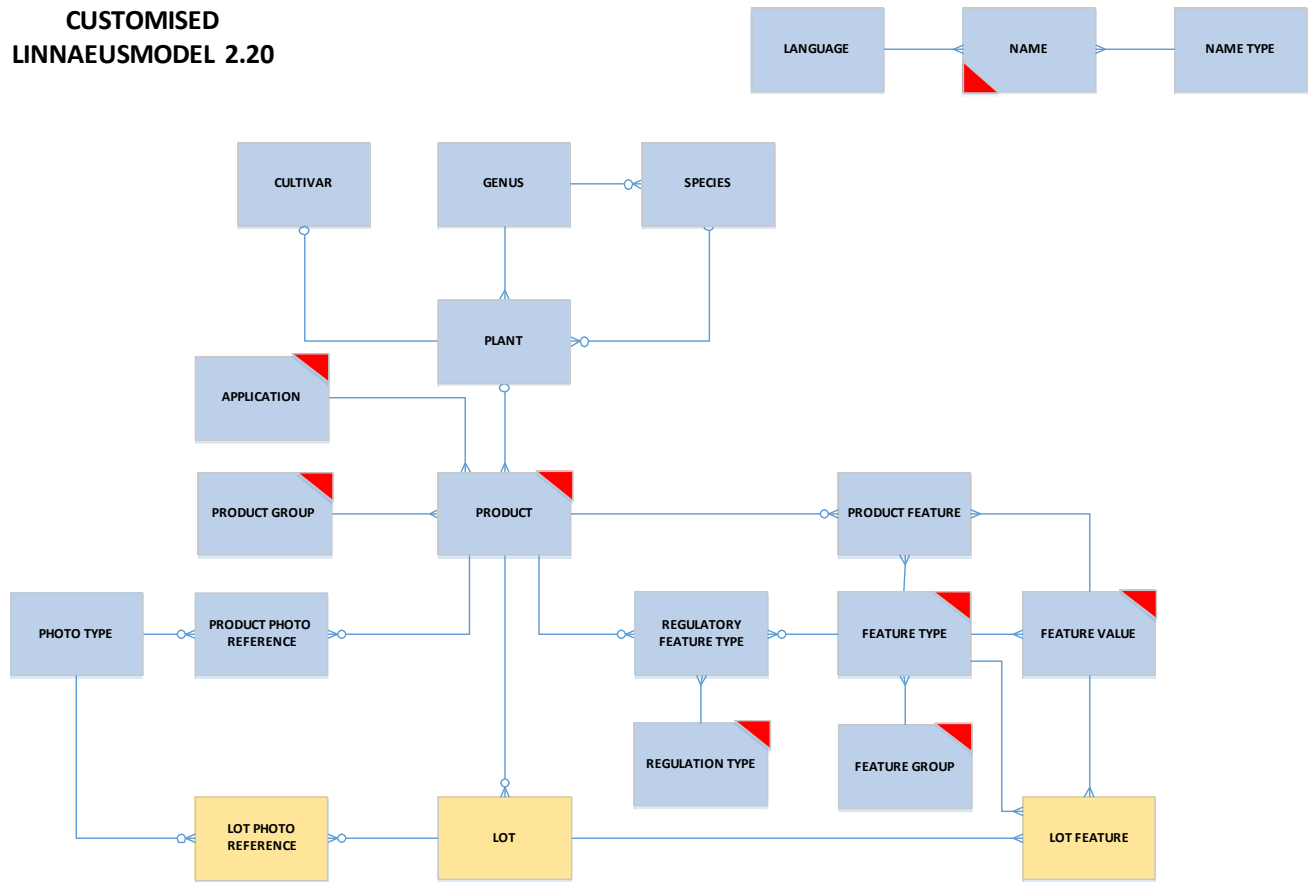 CUSTOMISED
LINNAEUSMODEL 2.20
LANGUAGE
NAME
NAME TYPE
CULTIVAR
GENUS
SPECIES
PLANT
APPLICATION
PRODUCT GROUP
PRODUCT
PRODUCT FEATURE
PHOTO TYPE
PRODUCT PHOTO
REFERENCE
REGULATORY
FEATURE TYPE
FEATURE TYPE
FEATURE VALUE
REGULATION TYPE
FEATURE GROUP
LOT PHOTO
REFERENCE
LOT
LOT FEATURE